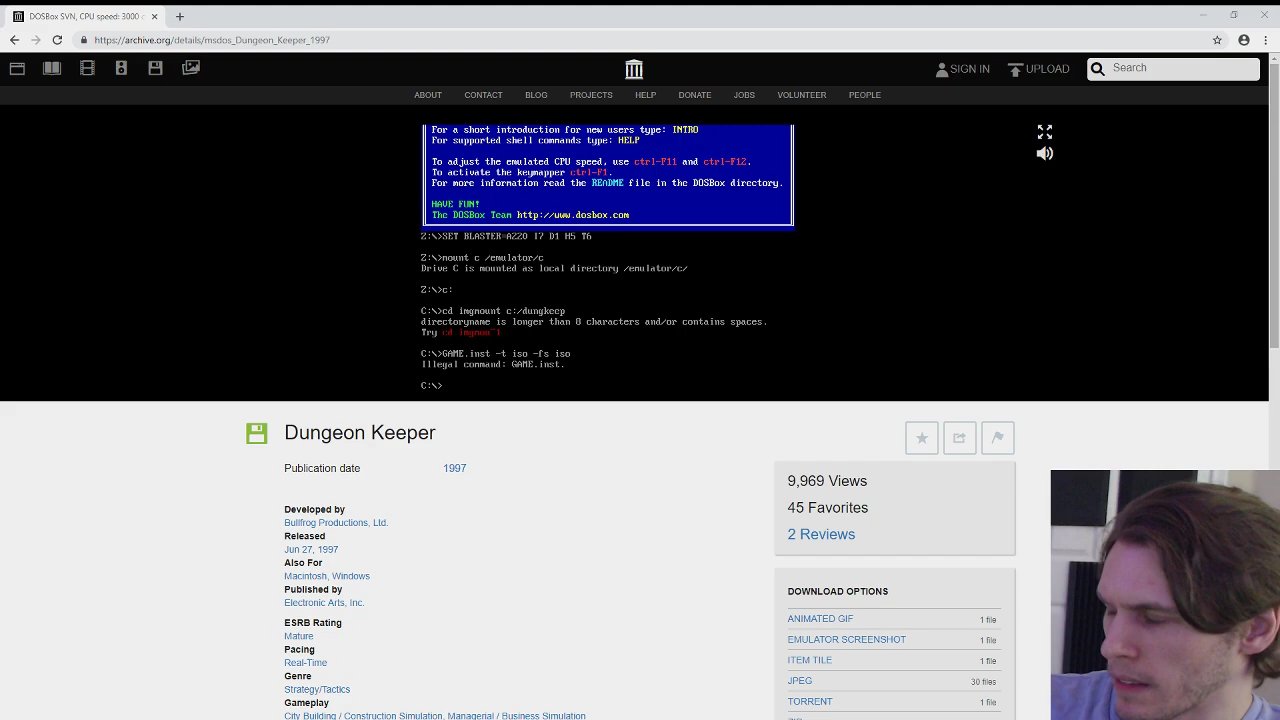 DOSBox SVN, CPU speed: 3000 c
https://archive.org/details/msdos_Dungeon_Keeper_1997
SIGN IN
UPLOAD
Search
ABOUT CONTACT BLOG PROJECTS HELP DONATE JOBS VOLUNTEER PEOPLE
For a short introduction for new users type: INTRO
For supported shell commands type: HELP
To adjust the emulated CPU speed, use ctrl-F11 and ctrl-F12.
To activate the keymapper ctrl-F1.
For more information read the README file in the DOSBox directory.
HAVE FUN!
The DOSBox Team http://www.dosbox.com
Z:\>SET BLASTER=A220 I7 D1 H5 T6
Z:\>mount c /emulator/c
Drive C is mounted as local directory /emulator/c/
Z:\>c:
C:\>cd imgmount c:/dungkeep
directoryname is longer than 8 characters and/or contains spaces.
Try cd imgmou~1
C:\>GAME.inst -t iso -fs iso
Illegal command: GAME.inst.
C:\>
Dungeon Keeper
Publication date 1997
Developed by
Bullfrog Productions, Ltd.
Released
Jun 27, 1997
Also For
Macintosh, Windows
Published by
Electronic Arts, Inc.
ESRB Rating
Mature
Pacing
Real-Time
Genre
Strategy/Tactics
Gameplay
City Building / Construction Simulation, Managerial / Business Simulation
9,969 Views
45 Favorites
2 Reviews
DOWNLOAD OPTIONS
ANIMATED GIF 1 file
EMULATOR SCREENSHOT 1 file
ITEM TILE 1 file
JPEG 30 files
TORRENT 1 file